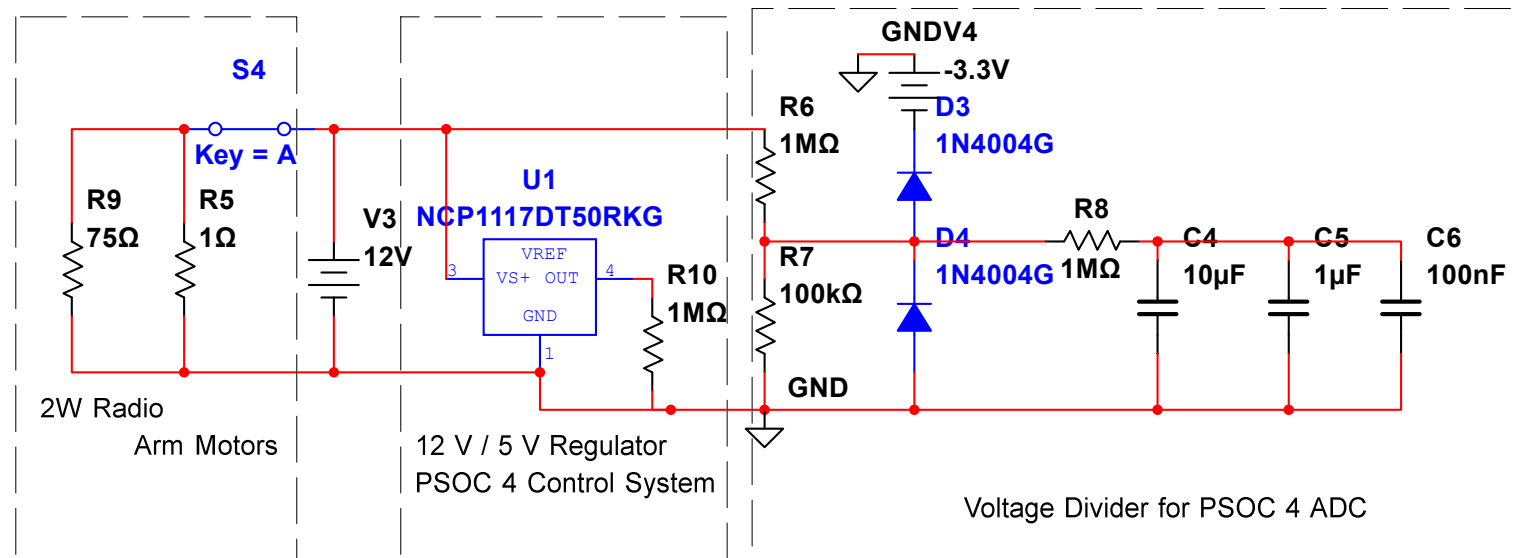 GNDV4
-3.3V
S4
Key = A
R9
75Ω
R5
1Ω
V3
12V
U1
NCP1117DT50RKG
VREF
VS+ OUT
GND
3
4
1
R10
1MΩ
R6
1MΩ
R7
100kΩ
D3
1N4004G
D4
1N4004G
R8
1MΩ
C4
10µF
C5
1µF
C6
100nF
GND
2W Radio
Arm Motors
12 V / 5 V Regulator
PSOC 4 Control System
Voltage Divider for PSOC 4 ADC